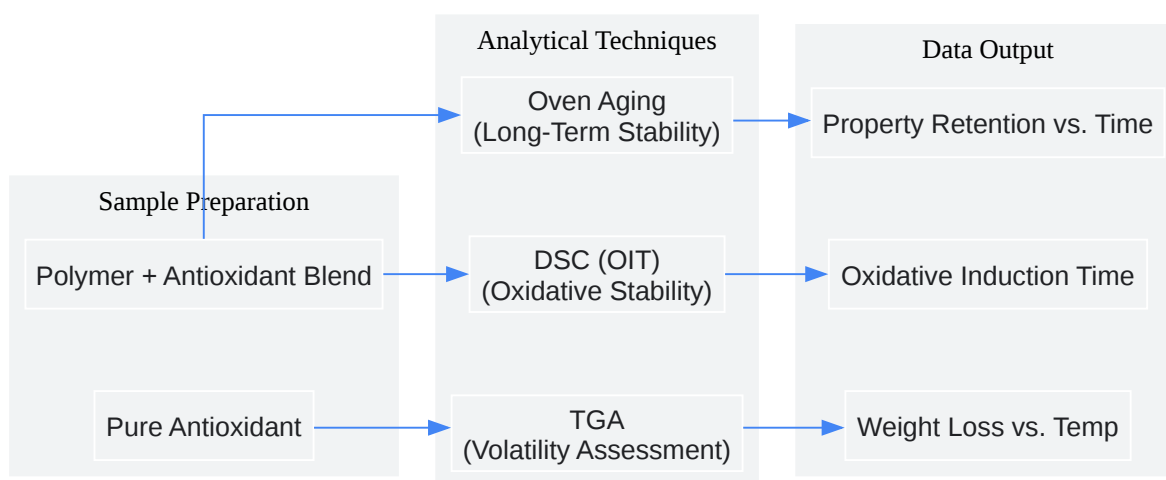 Sample Preparation
Polymer + Antioxidant Blend
Pure Antioxidant
Analytical Techniques
Oven Aging
(Long-Term Stability)
DSC (OIT)
(Oxidative Stability)
TGA
(Volatility Assessment)
Data Output
Property Retention vs. Time
Oxidative Induction Time
Weight Loss vs. Temp